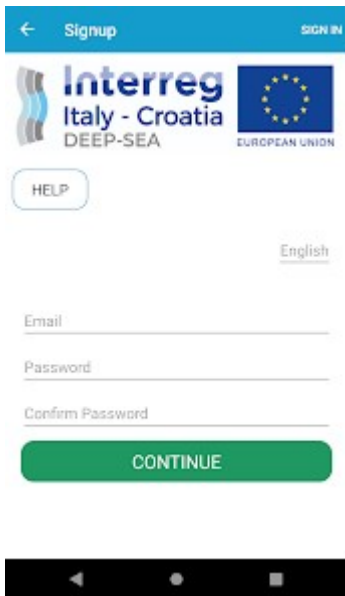 Signup
SIGN IN
Interreg
Italy - Croatia
DEEP-SEA
EUROPEAN UNION
HELP
English
Email
Password
Confirm Password
CONTINUE